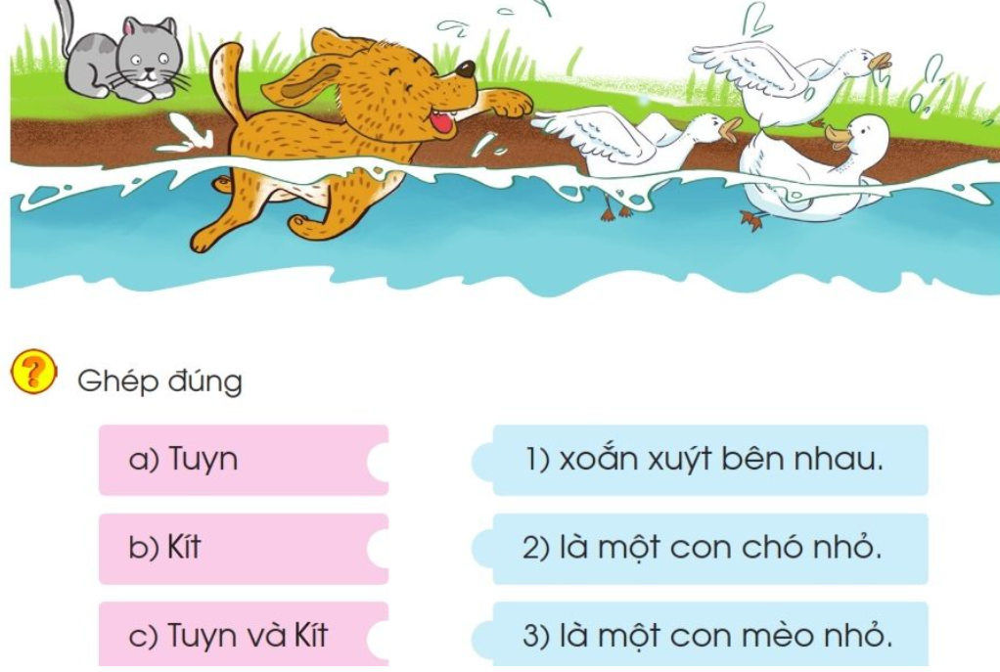 ?
Ghép đúng
a) Tuyn
1) xoắn xuýt bên nhau.
b) Kít
2) là một con chó nhỏ.
c) Tuyn và Kít
3) là một con mèo nhỏ.